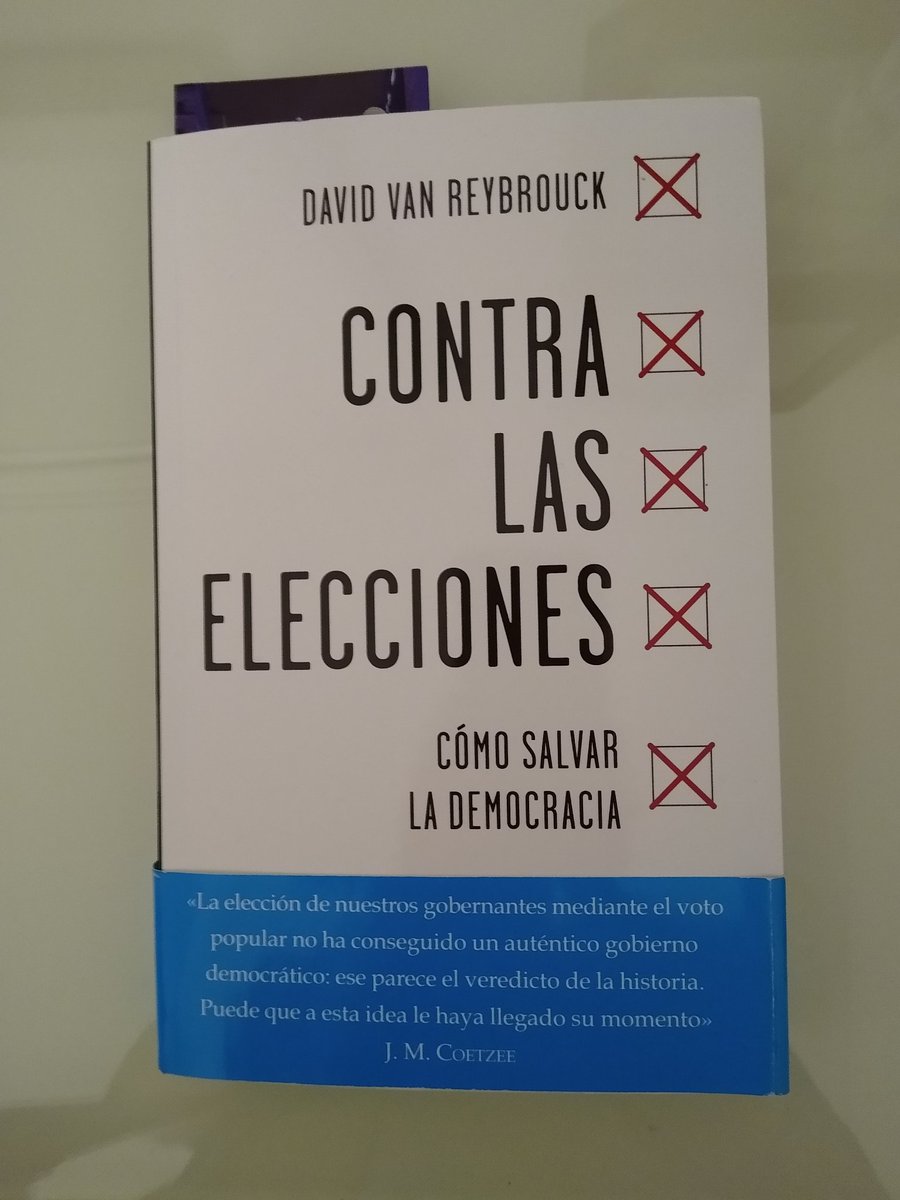 DAVID VAN REYBROUCK
CONTRA
LAS
ELECCIONES
CÓMO SALVAR
LA DEMOCRACIA
«La elección de nuestros gobernantes mediante el voto
popular no ha conseguido un auténtico gobierno
democrático: ese parece el veredicto de la historia.
Puede que a esta idea le haya llegado su momento»
J. M. COETZEE